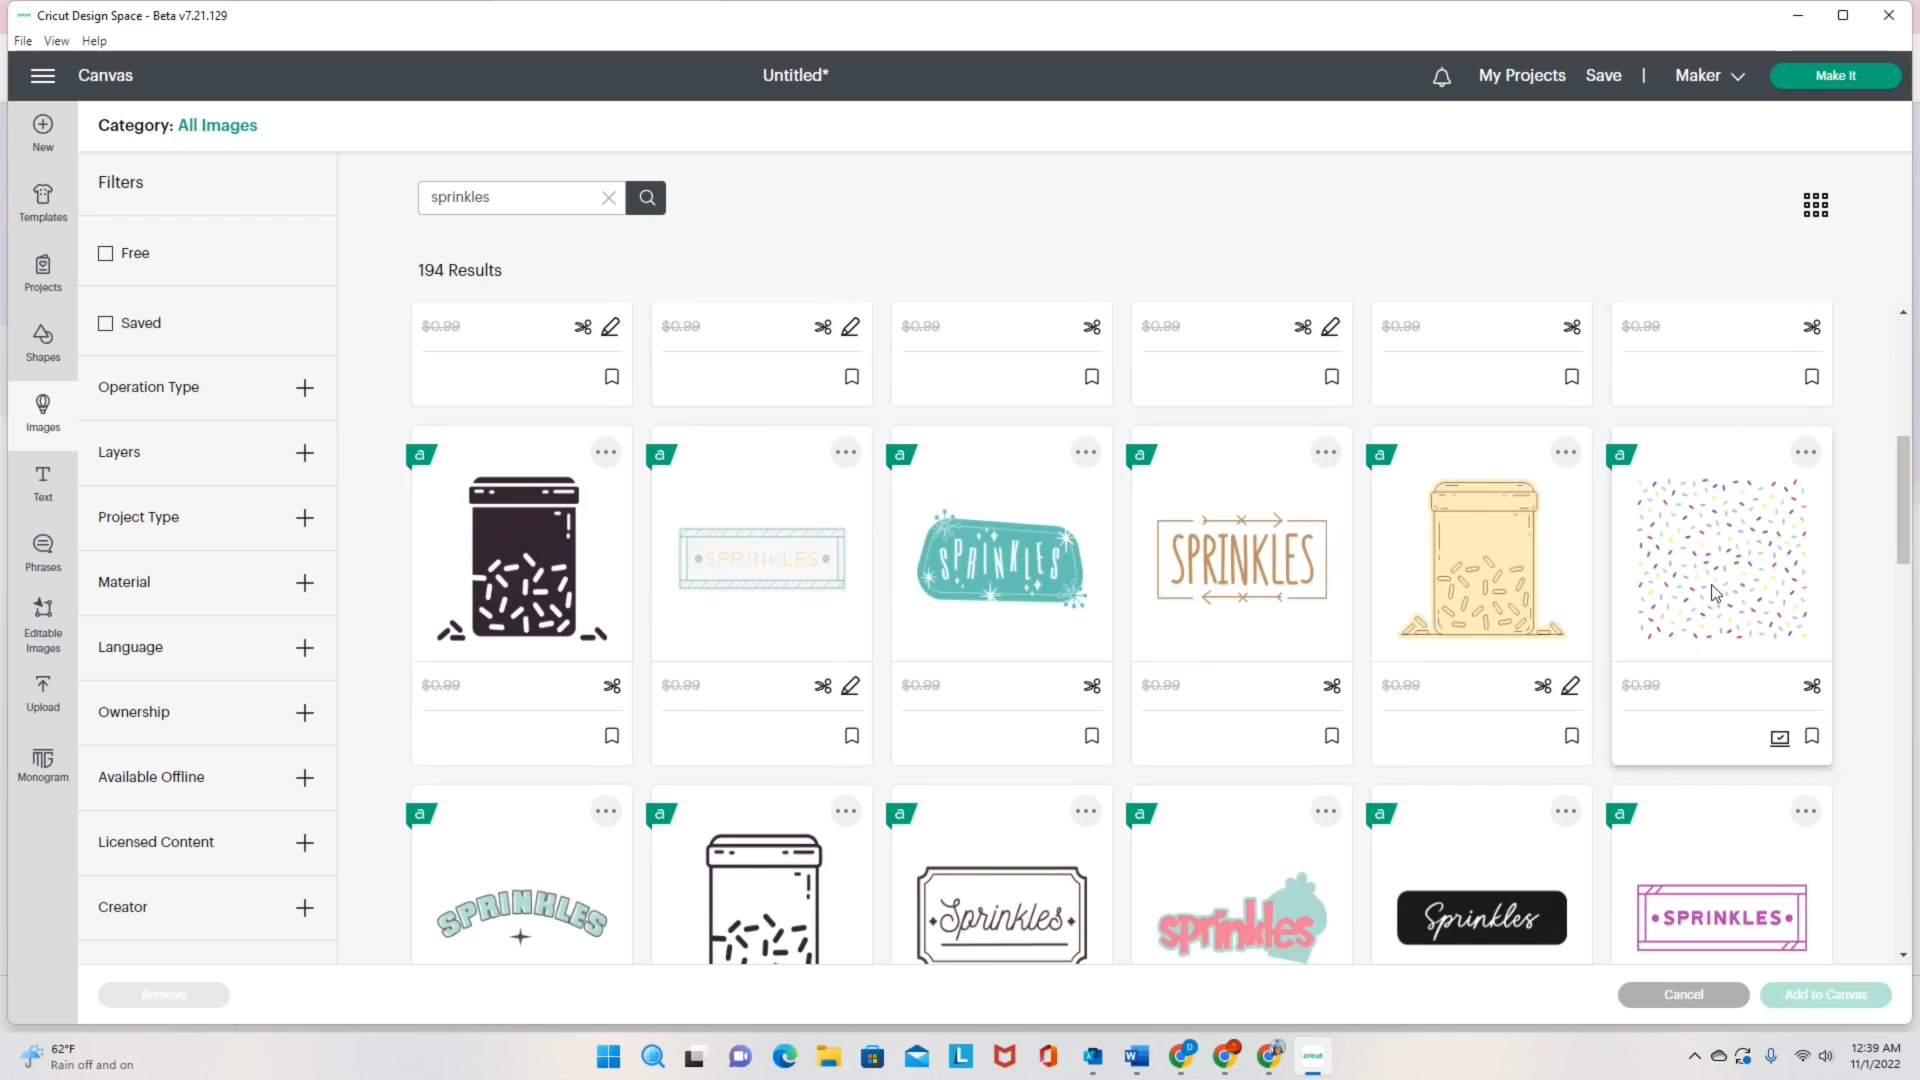 cricut Cricut Design Space - Beta v7.21.129
File View Help
Canvas Untitled* My Projects Save | Maker Make It
New
Templates
Projects
Shapes
Images
Text
Phrases
Editable
Images
Upload
Monogram
Category: All Images
Filters
Free
Saved
Operation Type
Layers
Project Type
Material
Language
Ownership
Available Offline
Licensed Content
Creator
sprinkles
194 Results
$0.99 $0.99 $0.99 $0.99 $0.99 $0.99
a a a a a a
SPRINKLES SPRINKLES SPRINKLES
$0.99 $0.99 $0.99 $0.99 $0.99 $0.99
a a a a a a
SPRINKLES Sprinkles sprinkles Sprinkles SPRINKLES
Remove Cancel Add to Canvas
62°F
Rain off and on
L W D cricut
12:39 AM
11/1/2022